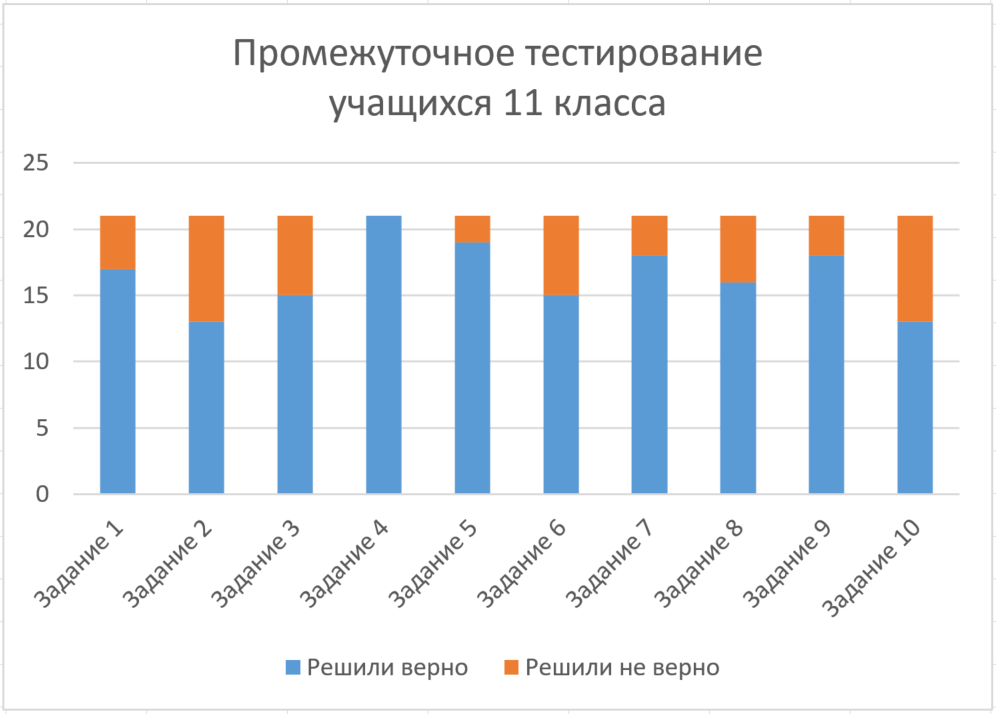 Промежуточное тестирование
учащихся 11 класса
25
20
15
10
5
0
Задание 1
Задание 2
Задание 3
Задание 4
Задание 5
Задание 6
Задание 7
Задание 8
Задание 9
Задание 10
Решили верно
Решили не верно